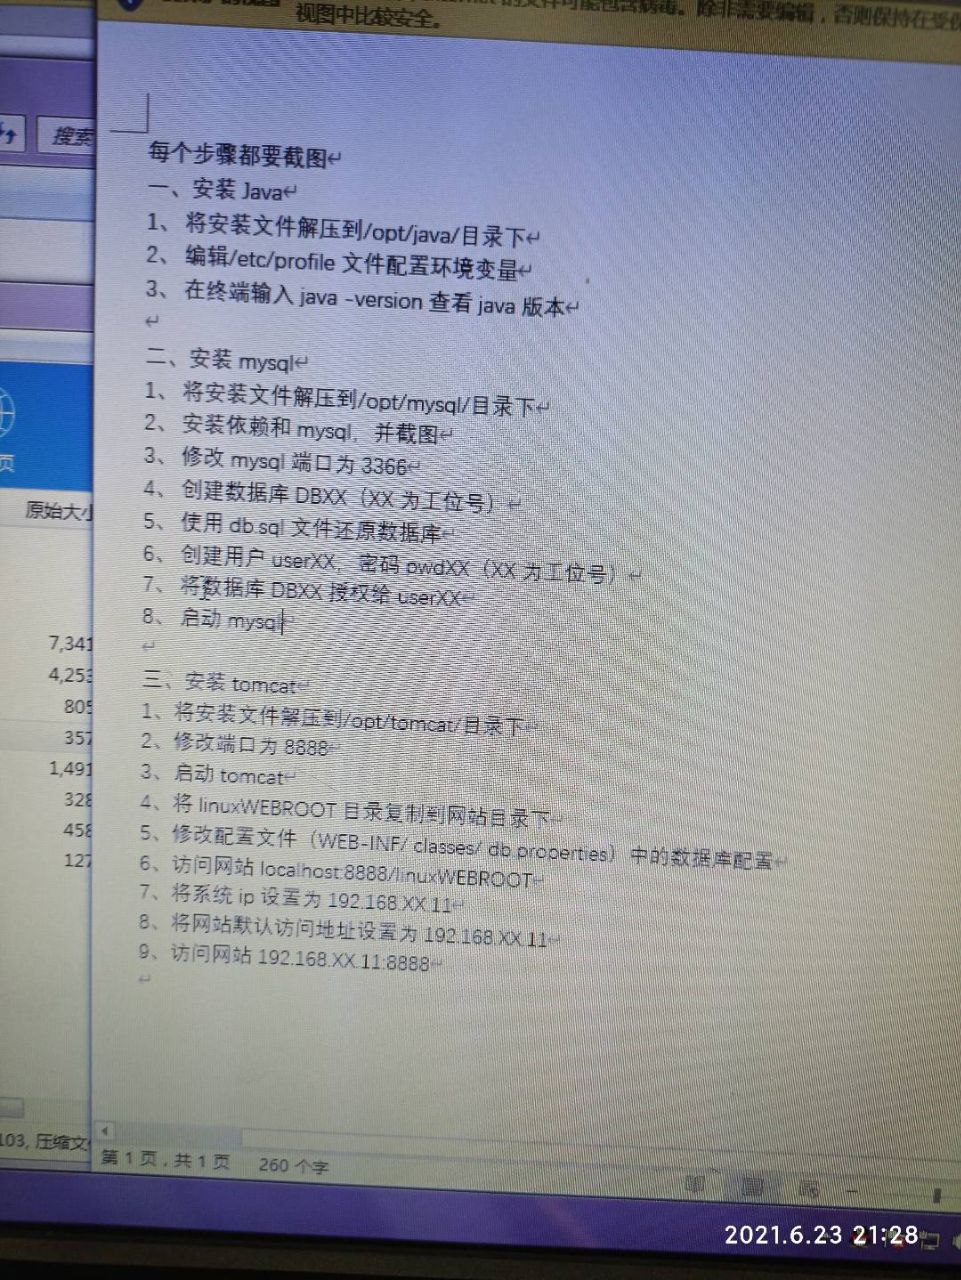 的文件可能包含病毒。除非需要编辑，否则保持在受保
视图中比较安全。
搜索
每个步骤都要截图
一、安装 Java
1、将安装文件解压到/opt/java/目录下
2、编辑/etc/profile 文件配置环境变量
3、在终端输入 java -version 查看 java 版本
二、安装 mysql
1、将安装文件解压到/opt/mysql/目录下
2、安装依赖和 mysql，并截图
3、修改 mysql 端口为 3366
4、创建数据库 DBXX（XX 为工位号）
5、使用 db.sql 文件还原数据库
6、创建用户 userXX，密码 pwdXX（XX 为工位号）
7、将数据库 DBXX 授权给 userXX
8、启动 mysql
三、安装 tomcat
1、将安装文件解压到/opt/tomcat/目录下
2、修改端口为 8888
3、启动 tomcat
4、将 linuxWEBROOT 目录复制到网站目录下
5、修改配置文件（WEB-INF/ classes/ db.properties）中的数据库配置
6、访问网站 localhost:8888/linuxWEBROOT
7、将系统 ip 设置为 192.168.XX.11
8、将网站默认访问地址设置为 192.168.XX.11
9、访问网站 192.168.XX.11:8888
页
原始大小
7,341
4,253
805
357
1,491
328
458
127
103, 压缩文
第 1 页，共 1 页 260 个字
2021.6.23 21:28